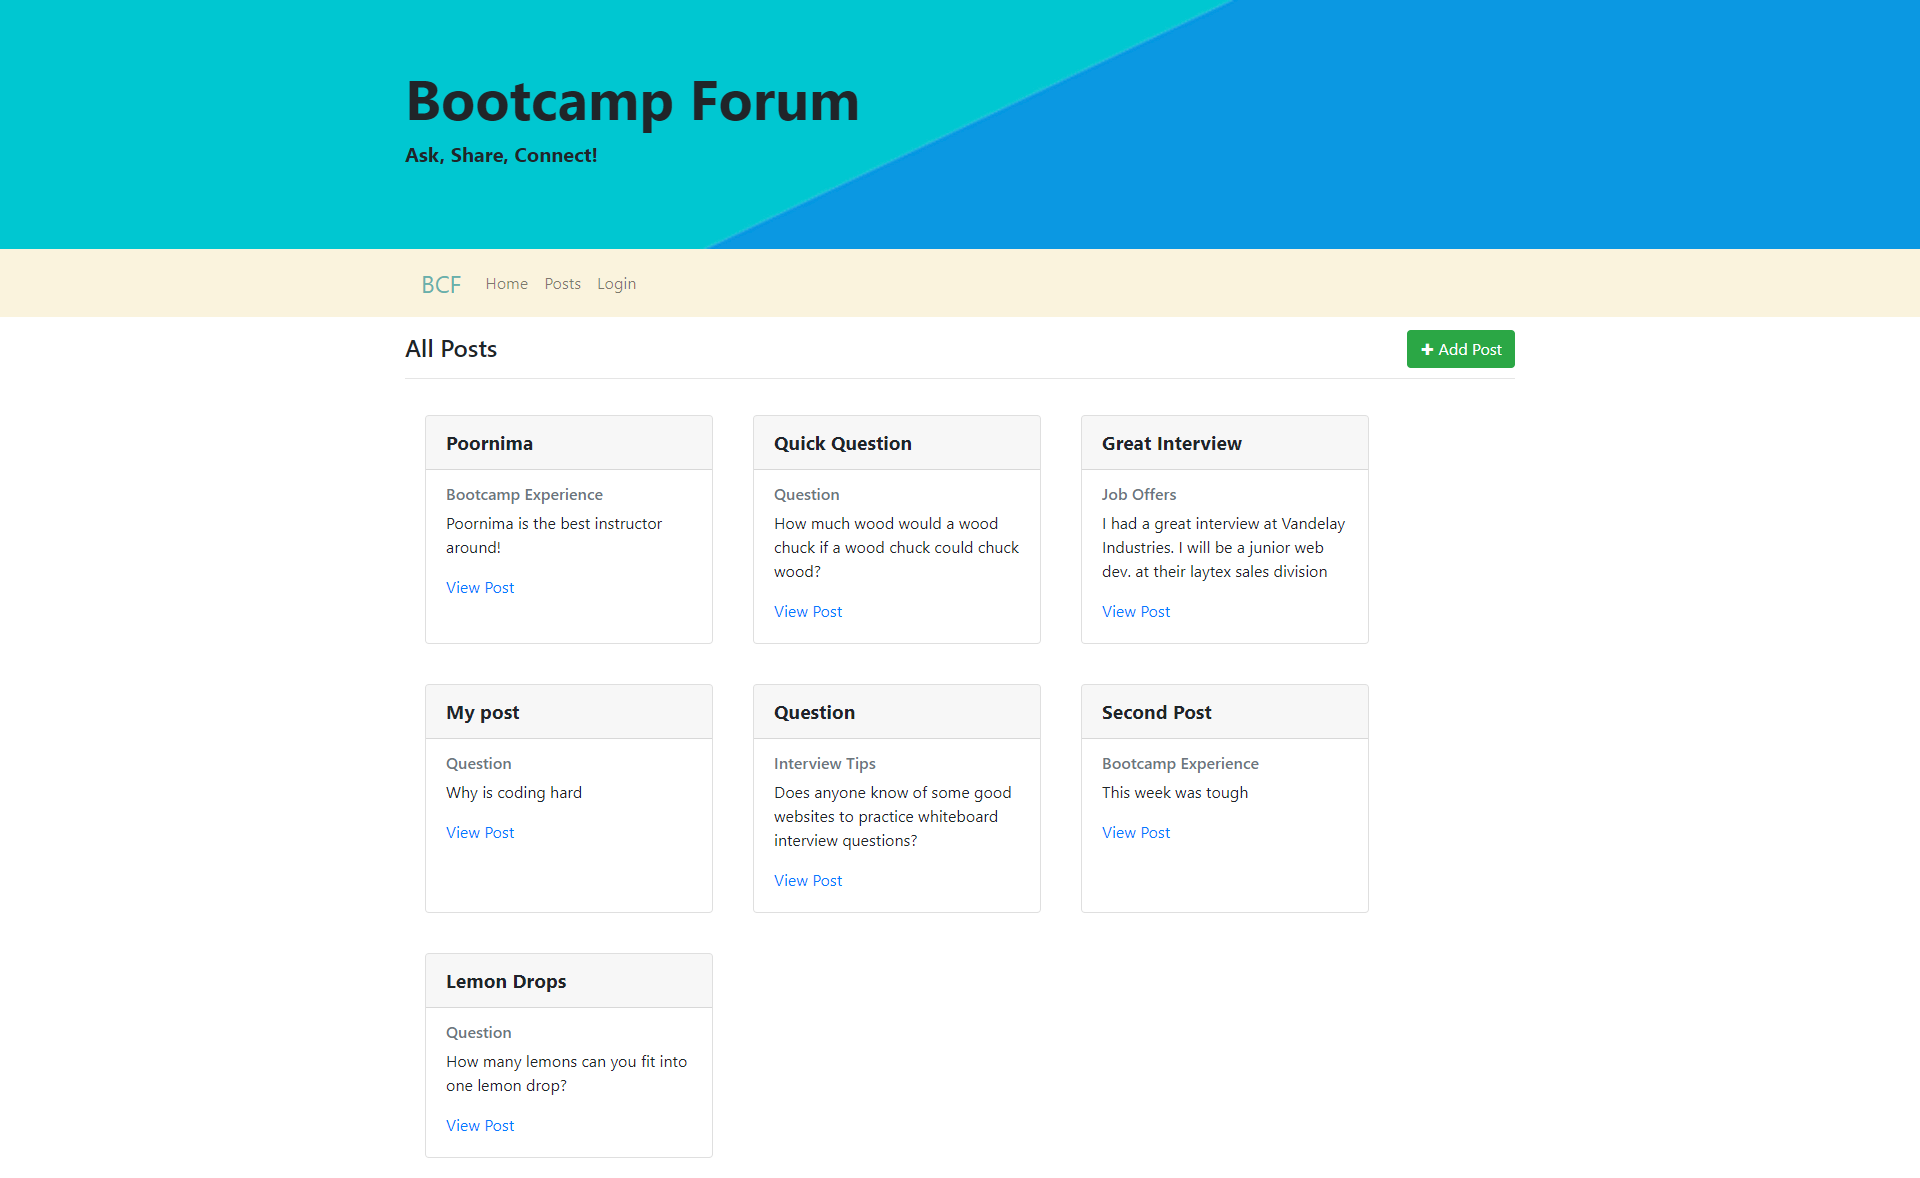 Bootcamp Forum
Ask, Share, Connect!
BCF Home Posts Login
All Posts
Add Post
Poornima
Bootcamp Experience
Poornima is the best instructor
around!
View Post
Quick Question
Question
How much wood would a wood
chuck if a wood chuck could chuck
wood?
View Post
Great Interview
Job Offers
I had a great interview at Vandelay
Industries. I will be a junior web
dev. at their laytex sales division
View Post
My post
Question
Why is coding hard
View Post
Question
Interview Tips
Does anyone know of some good
websites to practice whiteboard
interview questions?
View Post
Second Post
Bootcamp Experience
This week was tough
View Post
Lemon Drops
Question
How many lemons can you fit into
one lemon drop?
View Post